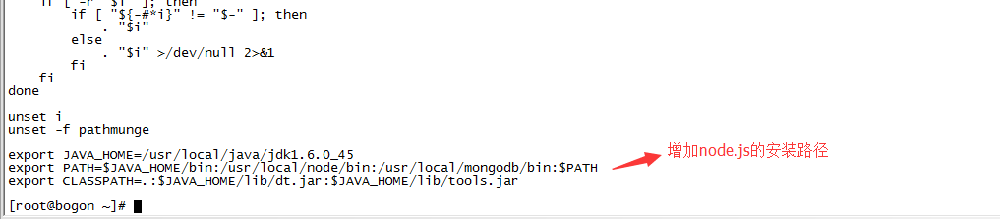 if [ -r "$i" ]; then
if [ "${-#*i}" != "$-" ]; then
. "$i"
else
. "$i" >/dev/null 2>&1
fi
fi
done
unset i
unset -f pathmunge
export JAVA_HOME=/usr/local/java/jdk1.6.0_45
export PATH=$JAVA_HOME/bin:/usr/local/node/bin:/usr/local/mongodb/bin:$PATH
增加node.js的安装路径
export CLASSPATH=.:$JAVA_HOME/lib/dt.jar:$JAVA_HOME/lib/tools.jar
[root@bogon ~]#